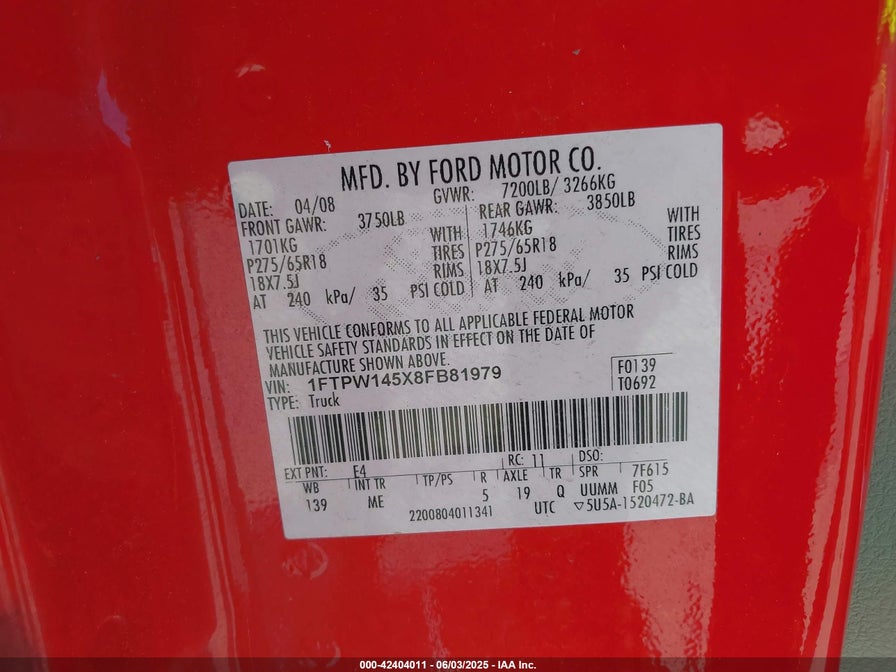 MFD. BY FORD MOTOR CO.
DATE: 04/08 GVWR: 7200LB/ 3266KG
FRONT GAWR: 3750LB REAR GAWR: 3850LB
1701KG WITH 1746KG WITH
P275/65R18 TIRES P275/65R18 TIRES
18X7.5J RIMS 18X7.5J RIMS
AT 240 kPa/ 35 PSI COLD AT 240 kPa/ 35 PSI COLD
THIS VEHICLE CONFORMS TO ALL APPLICABLE FEDERAL MOTOR
VEHICLE SAFETY STANDARDS IN EFFECT ON THE DATE OF
MANUFACTURE SHOWN ABOVE.
VIN: 1FTPW145X8FB81979 F0139
TYPE: Truck T0692
EXT PNT: E4 RC: 11 DSO:
WB INT TR TP/PS R AXLE TR SPR 7F615
139 ME 5 19 Q UUMM F05
2200804011341 UTC ▽5U5A-1520472-BA
000-42404011 - 06/03/2025 - IAA Inc.